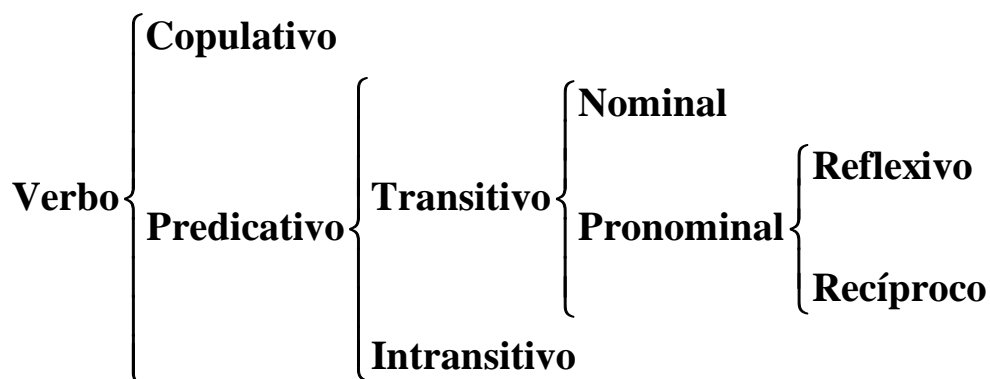 Copulativo
Nominal
Reflexivo
Verbo
Transitivo
Predicativo
Pronominal
Recíproco
Intransitivo